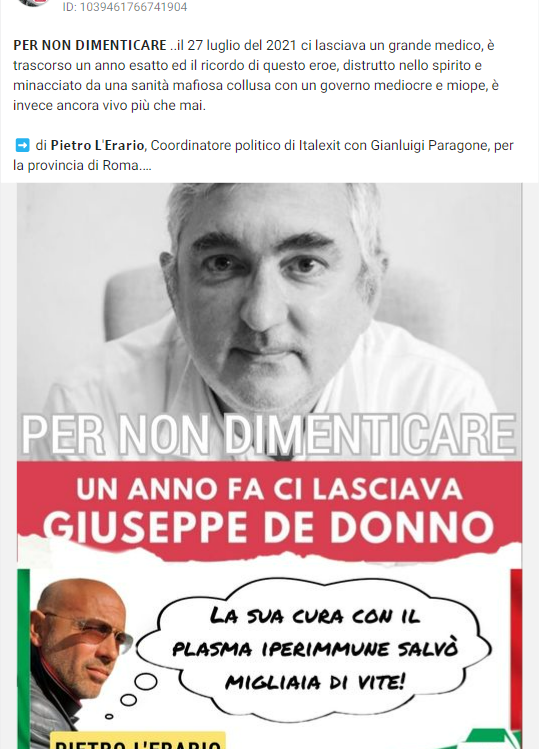 ID: 1039461766741904
PER NON DIMENTICARE ..il 27 luglio del 2021 ci lasciava un grande medico, è
trascorso un anno esatto ed il ricordo di questo eroe, distrutto nello spirito e
minacciato da una sanità mafiosa collusa con un governo mediocre e miope, è
invece ancora vivo più che mai.
➡️ di Pietro L'Erario, Coordinatore politico di Italexit con Gianluigi Paragone, per
la provincia di Roma....
PER NON DIMENTICARE
UN ANNO FA CI LASCIAVA
GIUSEPPE DE DONNO
LA SUA CURA CON IL
PLASMA IPERIMMUNE SALVÒ
MIGLIAIA DI VITE!
PIETRO L'ERARIO